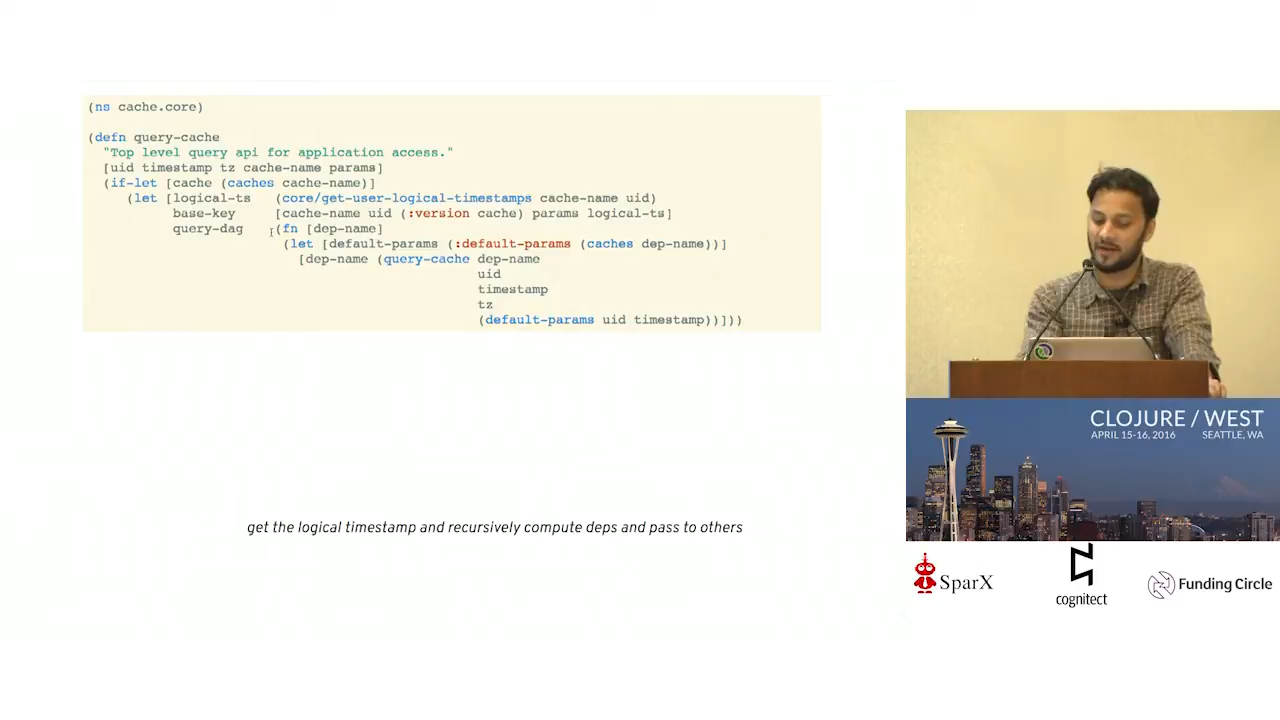 (ns cache.core)
(defn query-cache
"Top level query api for application access."
[uid timestamp tz cache-name params]
(if-let [cache (caches cache-name)]
(let [logical-ts (core/get-user-logical-timestamps cache-name uid)
base-key [cache-name uid (:version cache) params logical-ts]
query-dag (fn [dep-name]
(let [default-params (:default-params (caches dep-name))]
[dep-name (query-cache dep-name
uid
timestamp
tz
(default-params uid timestamp))]))
get the logical timestamp and recursively compute deps and pass to others
CLOJURE / WEST
APRIL 15-16, 2016 SEATTLE, WA
SparX
cognitect
Funding Circle